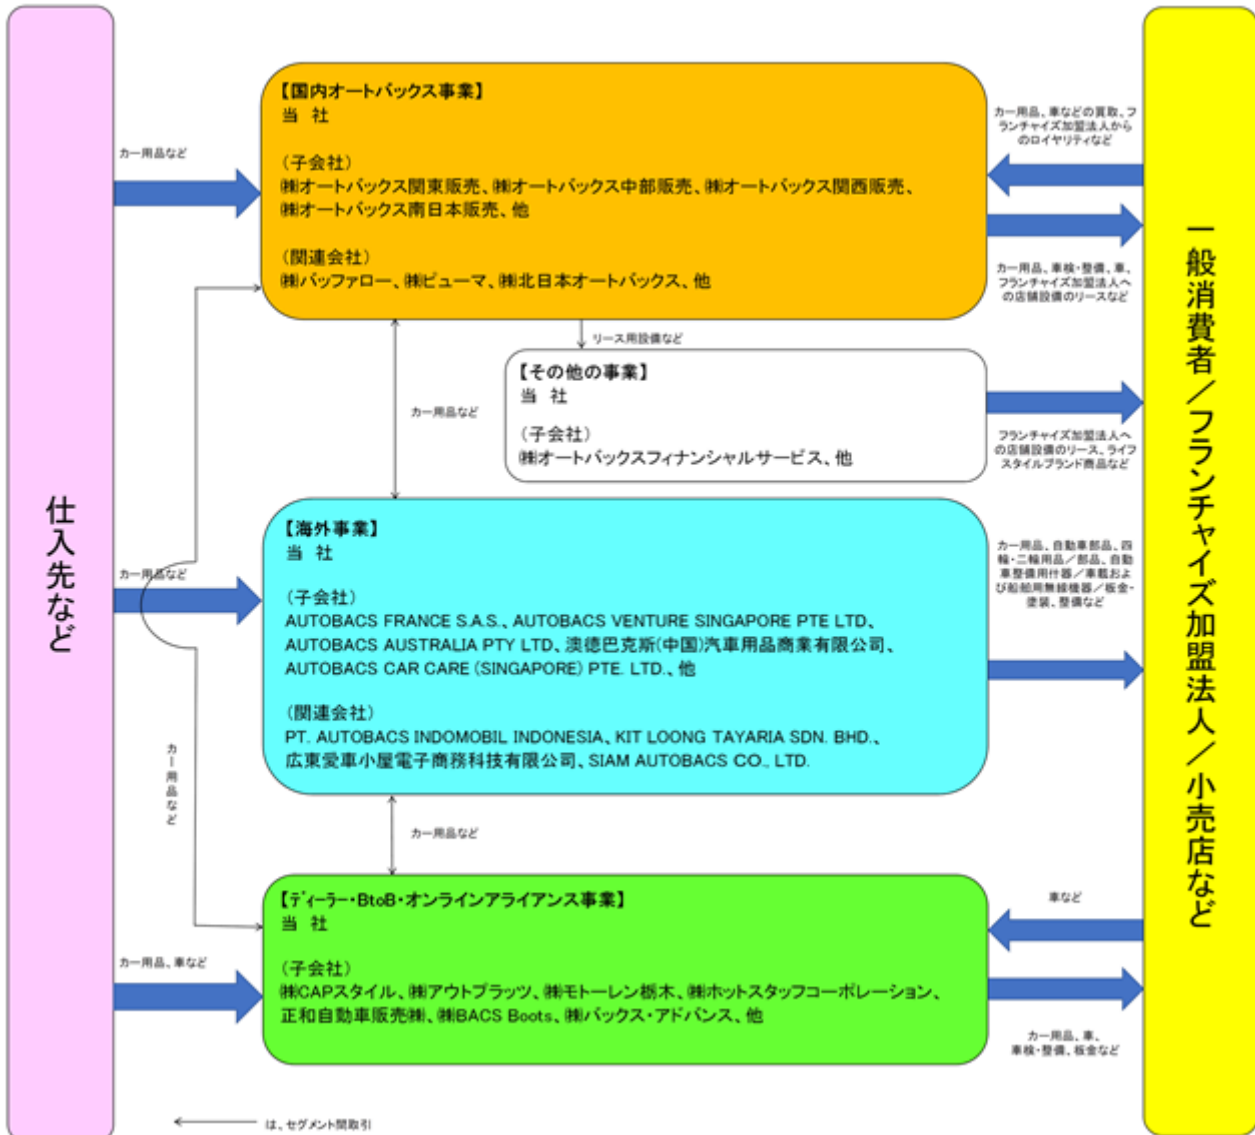 仕入先など
カー用品など
【国内オートバックス事業】
当 社
（子会社）
㈱オートバックス関東販売、㈱オートバックス中部販売、㈱オートバックス関西販売、
㈱オートバックス南日本販売、他
（関連会社）
㈱バッファロー、㈱ピューマ、㈱北日本オートバックス、他
カー用品、車などの買取、フ
ランチャイズ加盟法人から
のロイヤリティなど
カー用品、車検・整備、車、
フランチャイズ加盟法人へ
の店舗設備のリースなど
リース用設備など
カー用品など
【その他の事業】
当 社
（子会社）
㈱オートバックスフィナンシャルサービス、他
フランチャイズ加盟法人へ
の店舗設備のリース、ライフ
スタイルブランド商品など
カー用品など
【海外事業】
当 社
（子会社）
AUTOBACS FRANCE S.A.S.、AUTOBACS VENTURE SINGAPORE PTE LTD、
AUTOBACS AUSTRALIA PTY LTD、澳德巴克斯(中国)汽車用品商業有限公司、
AUTOBACS CAR CARE (SINGAPORE) PTE. LTD.、他
（関連会社）
PT. AUTOBACS INDOMOBIL INDONESIA、KIT LOONG TAYARIA SDN. BHD.、
広東愛車小屋電子商務科技有限公司、SIAM AUTOBACS CO., LTD.
カー用品、自動車部品、四
輪・二輪用品／部品、自動
車整備用什器／車載およ
び船舶用無線機器／板金・
塗装、整備など
カー用品など
カー用品など
【ディーラー・BtoB・オンラインアライアンス事業】
当 社
（子会社）
㈱CAPスタイル、㈱アウトプラッツ、㈱モトーレン栃木、㈱ホットスタッフコーポレーション、
正和自動車販売㈱、㈱BACS Boots、㈱バックス・アドバンス、他
カー用品、車など
車など
カー用品、車、
車検・整備、板金など
一般消費者／フランチャイズ加盟法人／小売店など
は、セグメント間取引